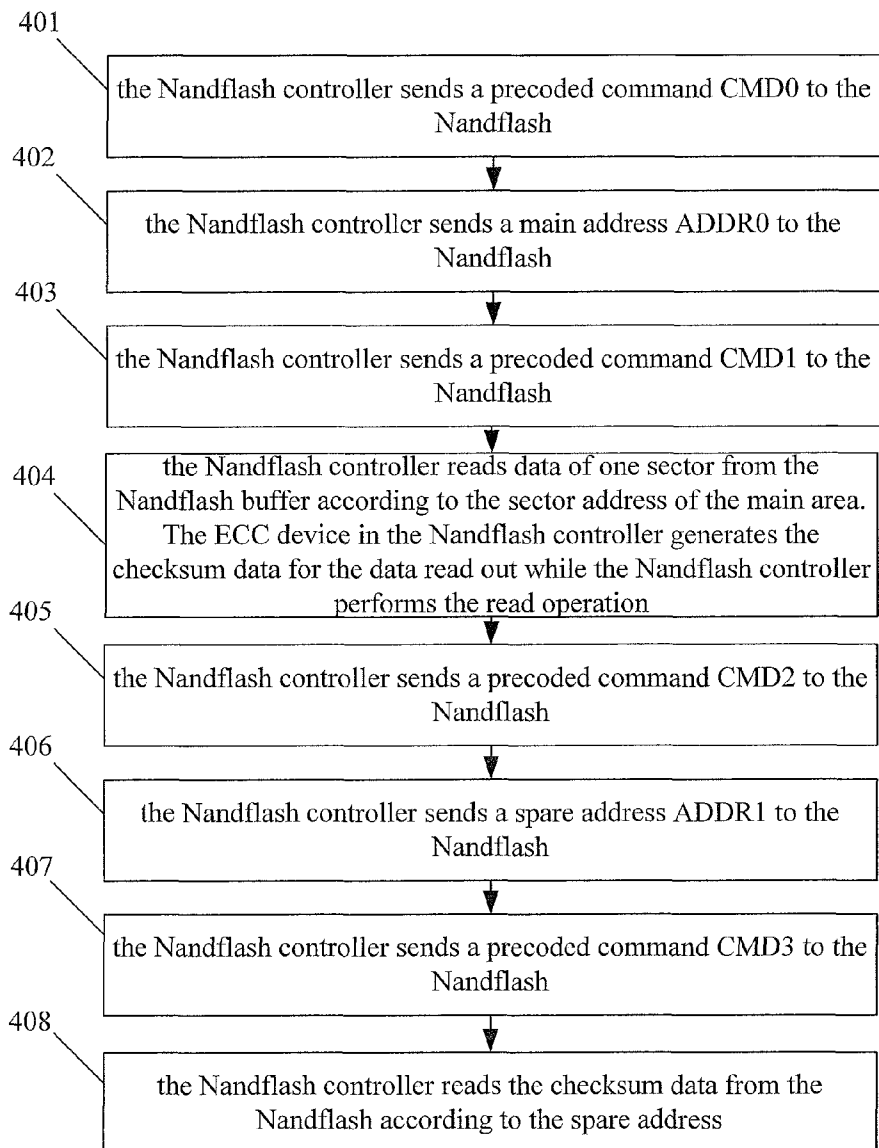 401
the Nandflash controller sends a precoded command CMD0 to the
Nandflash
402
the Nandflash controller sends a main address ADDR0 to the
Nandflash
403
the Nandflash controller sends a precoded command CMD1 to the
Nandflash
404
the Nandflash controller reads data of one sector from the
Nandflash buffer according to the sector address of the main area.
The ECC device in the Nandflash controller generates the
checksum data for the data read out while the Nandflash controller
performs the read operation
405
the Nandflash controller sends a precoded command CMD2 to the
Nandflash
406
the Nandflash controller sends a spare address ADDR1 to the
Nandflash
407
the Nandflash controller sends a precoded command CMD3 to the
Nandflash
408
the Nandflash controller reads the checksum data from the
Nandflash according to the spare address